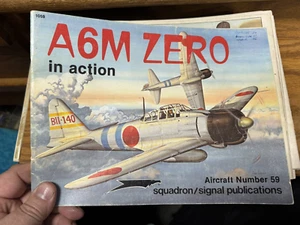 1059
A6M ZERO
in action
BII-140
Aircraft Number 59
squadron/signal publications